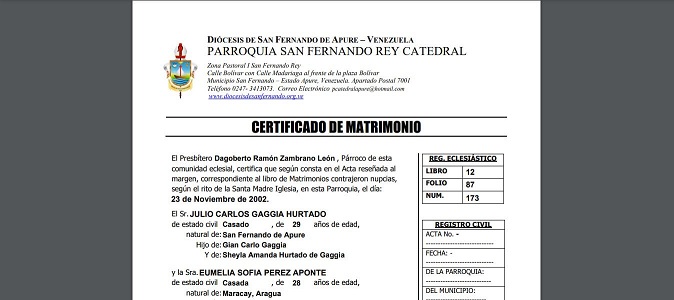 DIÓCESIS DE SAN FERNANDO DE APURE – VENEZUELA
PARROQUIA SAN FERNANDO REY CATEDRAL
Zona Pastoral I San Fernando Rey
Calle Bolívar con Calle Madariaga al frente de la plaza Bolívar
Municipio San Fernando – Estado Apure, Venezuela. Apartado Postal 7001
Teléfono 0247- 3413073. Correo Electrónico pcatedralapure@hotmail.com
www.diocesisdesanfernando.org.ve
CERTIFICADO DE MATRIMONIO
El Presbítero Dagoberto Ramón Zambrano León , Párroco de esta
comunidad eclesial, certifica que según consta en el Acta reseñada al
margen, correspondiente al libro de Matrimonios contrajeron nupcias,
según el rito de la Santa Madre Iglesia, en esta Parroquia, el día:
23 de Noviembre de 2002.
El Sr. JULIO CARLOS GAGGIA HURTADO
de estado civil Casado , de 29 años de edad,
natural de: San Fernando de Apure
Hijo de: Gian Carlo Gaggia
Y de: Sheyla Amanda Hurtado de Gaggia
y la Sra. EUMELIA SOFIA PEREZ APONTE
de estado civil Casada , de 28 años de edad,
natural de: Maracay, Aragua
REG. ECLESIÁSTICO
LIBRO 12
FOLIO 87
NUM. 173
REGISTRO CIVIL
ACTA No. -
---------------------------
FECHA: -
---------------------------
DE LA PARROQUIA:
---------------------------
DEL MUNICIPIO: